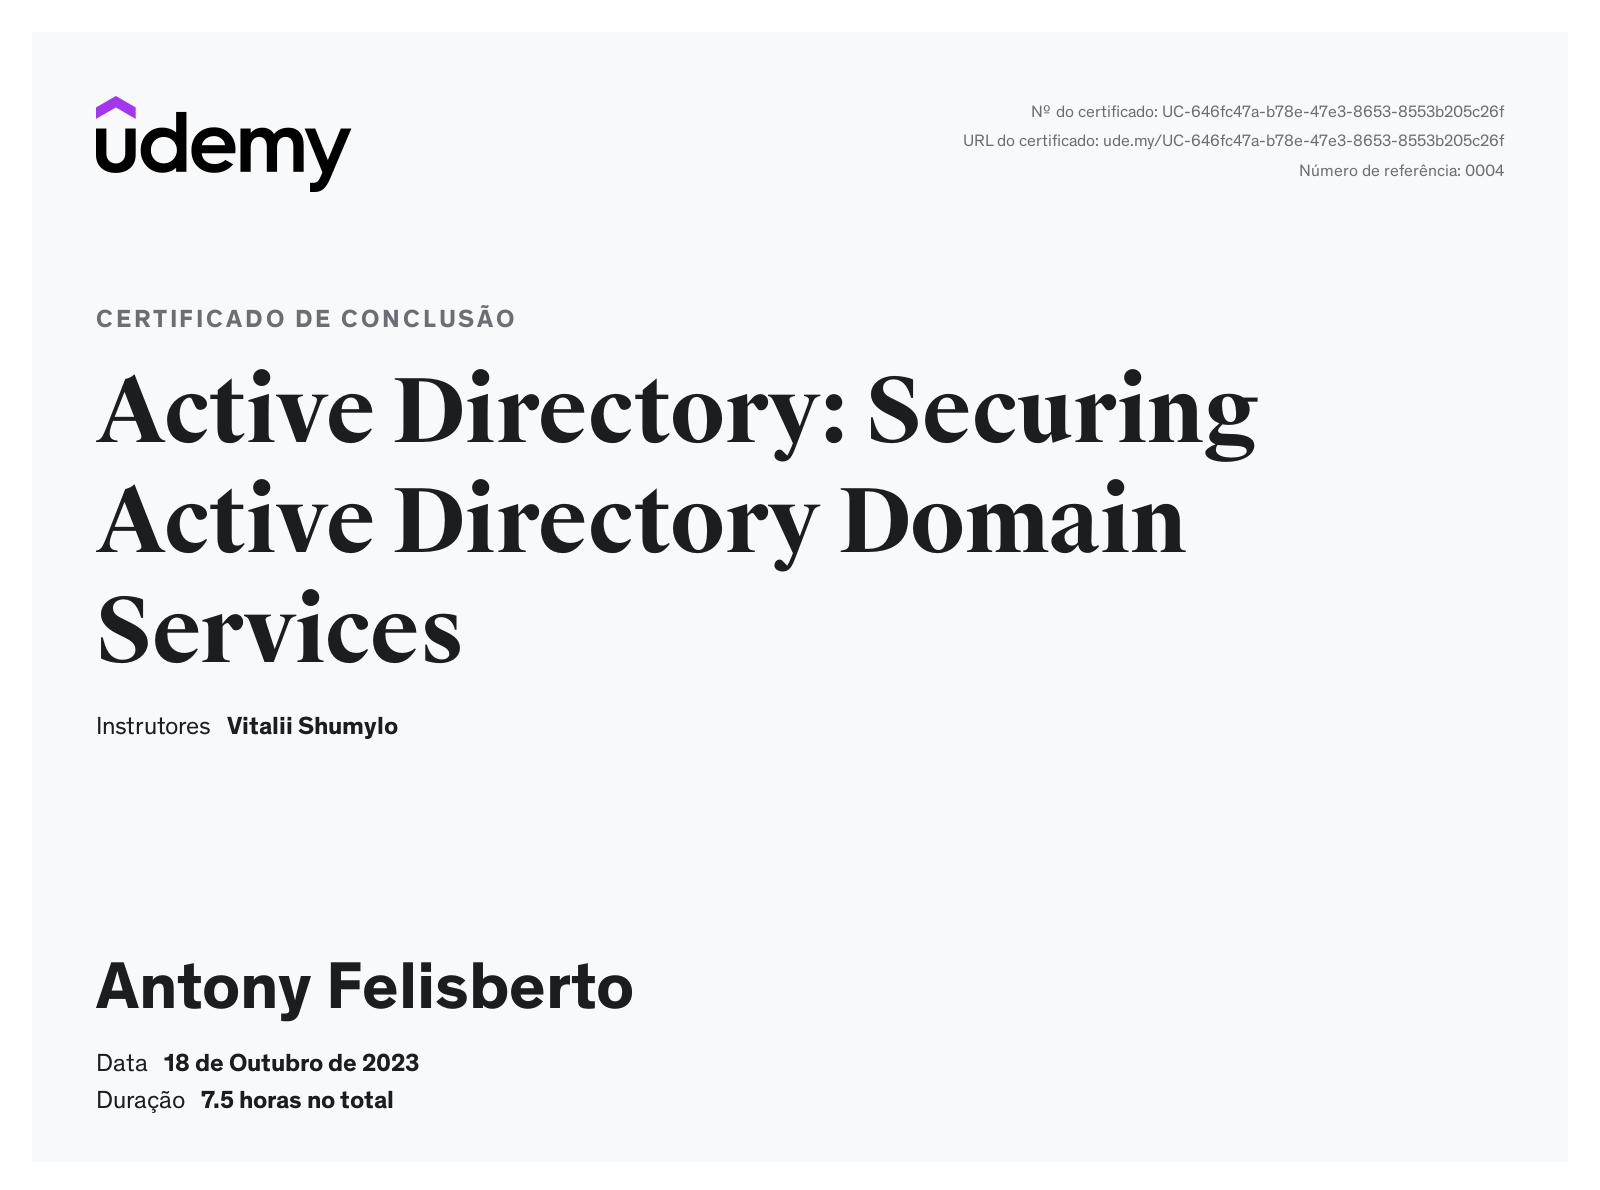 udemy
Nº do certificado: UC-646fc47a-b78e-47e3-8653-8553b205c26f
URL do certificado: ude.my/UC-646fc47a-b78e-47e3-8653-8553b205c26f
Número de referência: 0004
CERTIFICADO DE CONCLUSÃO
Active Directory: Securing
Active Directory Domain
Services
Instrutores Vitalii Shumylo
Antony Felisberto
Data 18 de Outubro de 2023
Duração 7.5 horas no total